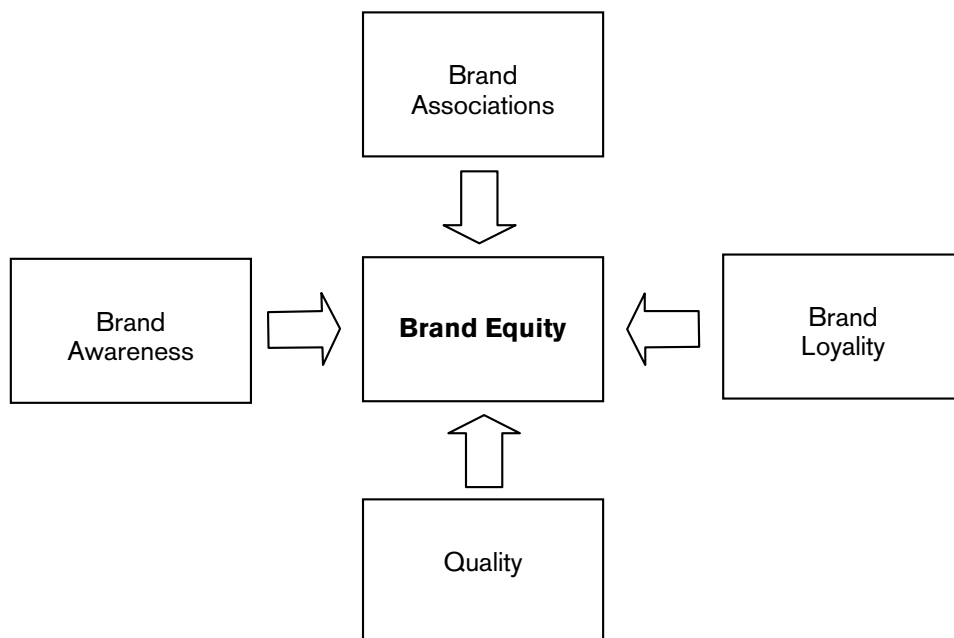 Brand
Associations
Brand
Awareness
Brand Equity
Brand
Loyality
Quality